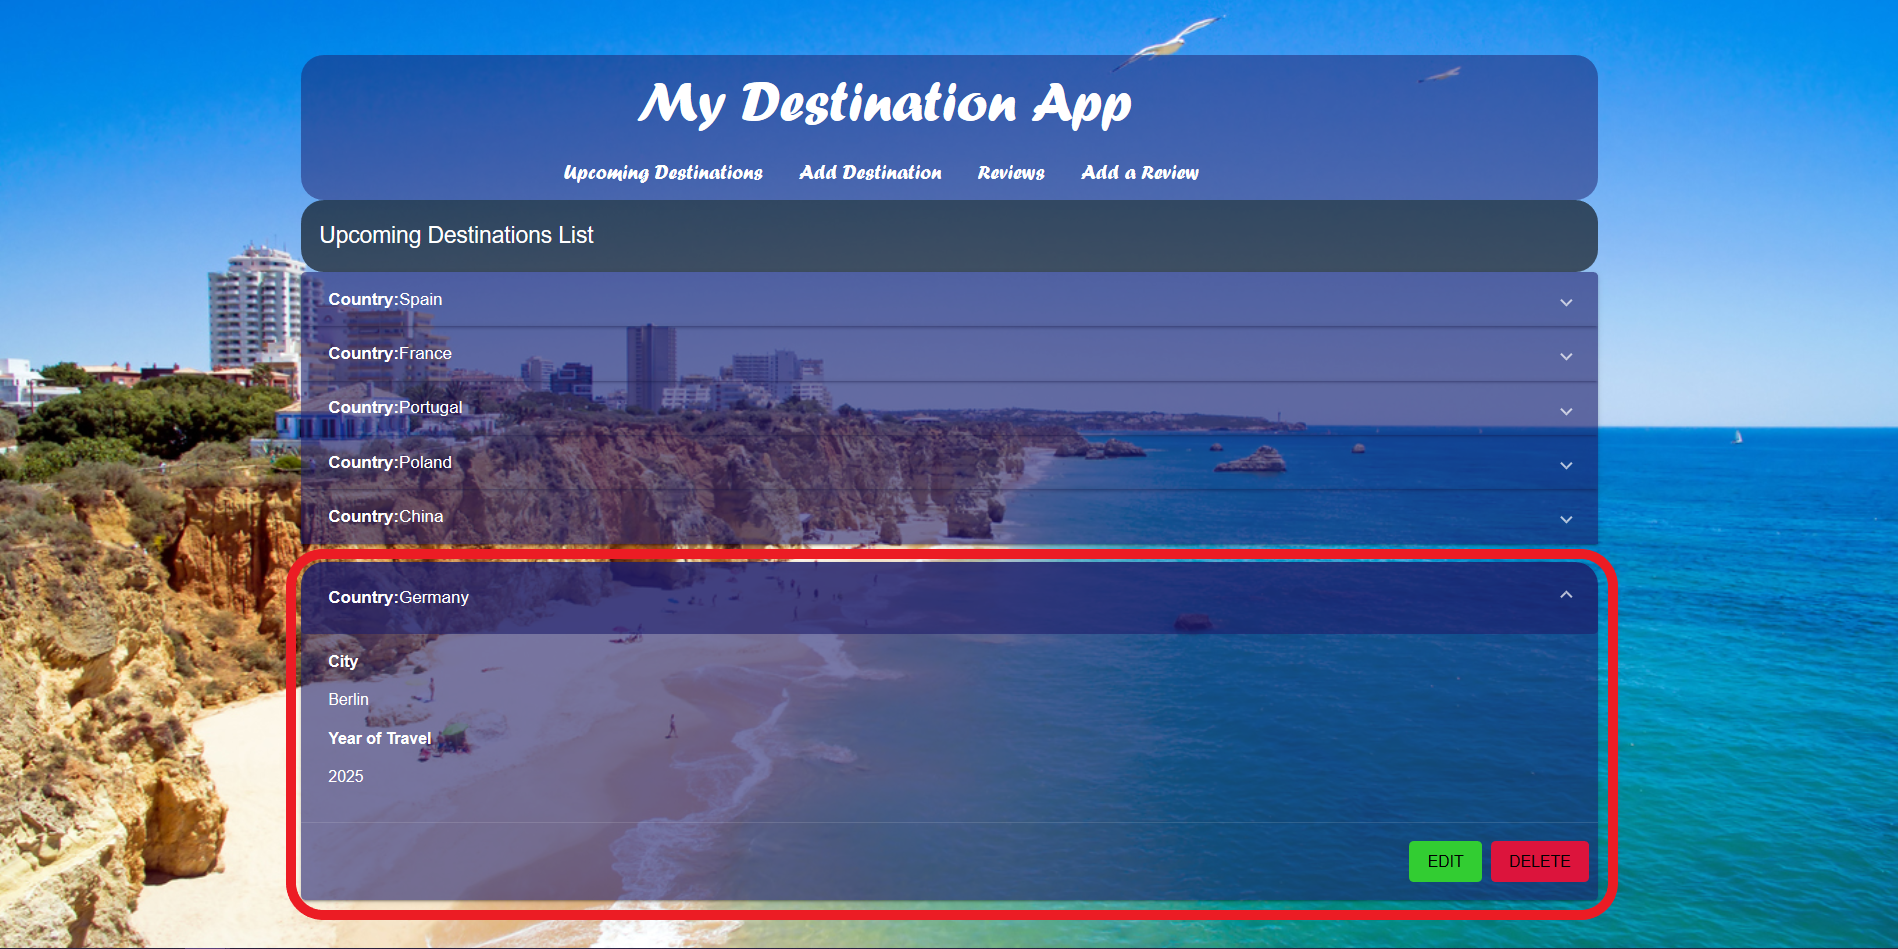 My Destination App
Upcoming Destinations Add Destination Reviews Add a Review
Upcoming Destinations List
Country:Spain
Country:France
Country:Portugal
Country:Poland
Country:China
Country:Germany
City
Berlin
Year of Travel
2025
EDIT DELETE